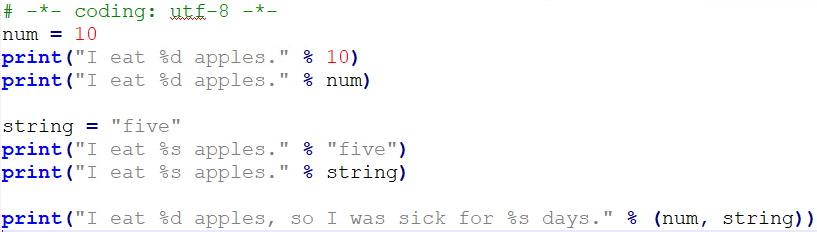 # -*- coding: utf-8 -*-
num = 10
print("I eat %d apples." % 10)
print("I eat %d apples." % num)
string = "five"
print("I eat %s apples." % "five")
print("I eat %s apples." % string)
print("I eat %d apples, so I was sick for %s days." % (num, string))